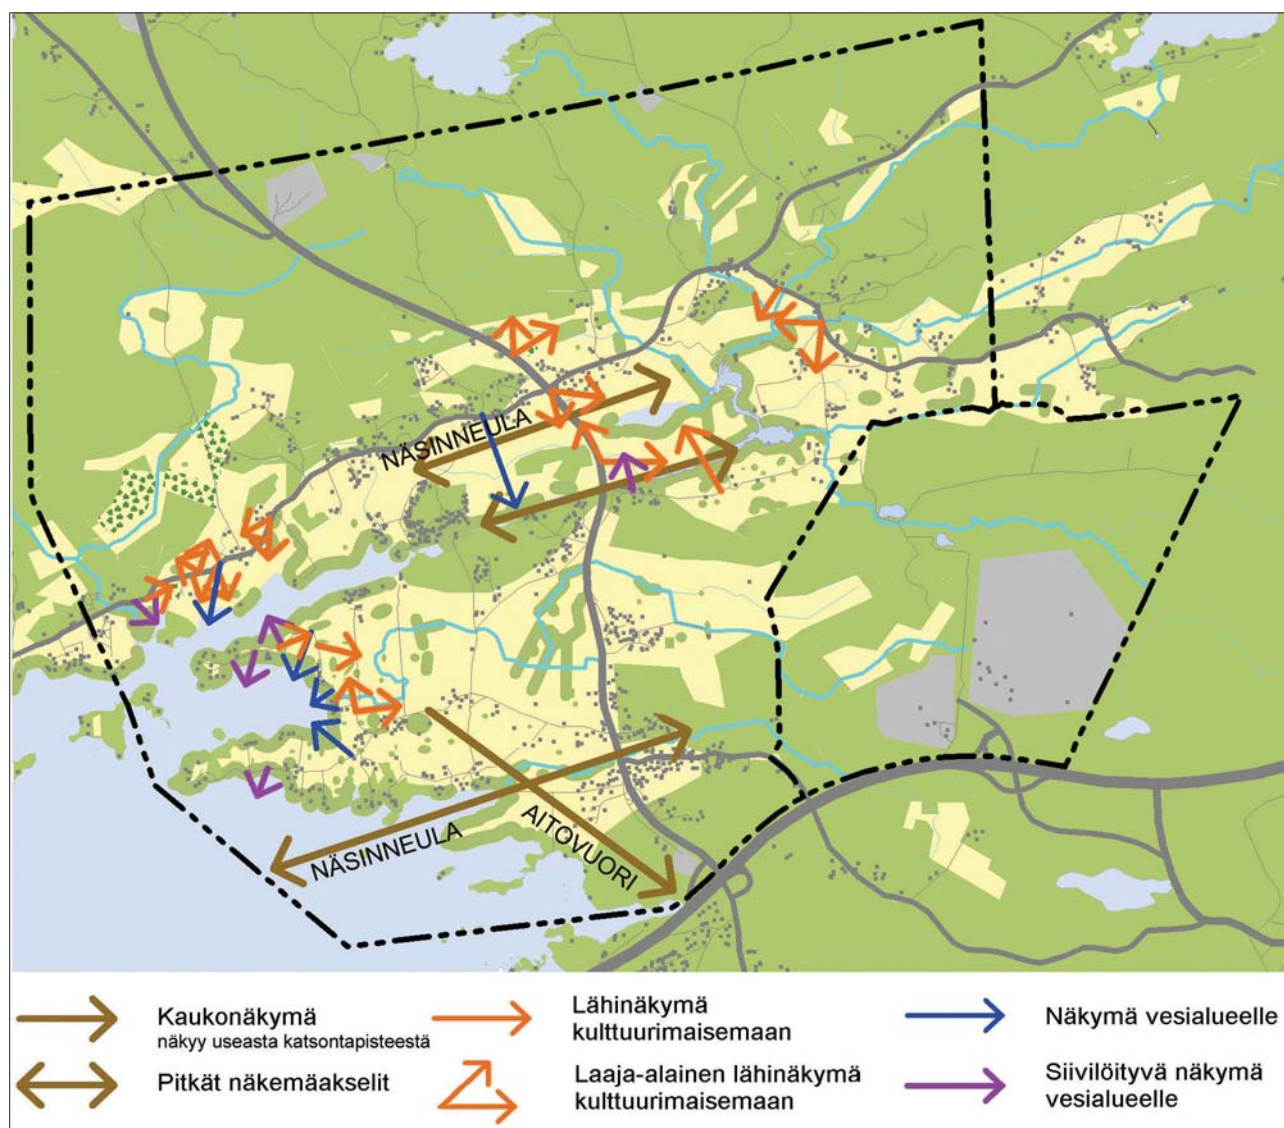 NÄSINNEULA
NÄSINNEULA
AITOVUORI
Kaukonäkymä
näkyy useasta katsontapisteestä
Pitkät näkemäakselit
Lähinäkymä
kulttuurimaisemaan
Laaja-alainen lähinäkymä
kulttuurimaisemaan
Näkymä vesialueelle
Siivilöityvä näkymä
vesialueelle